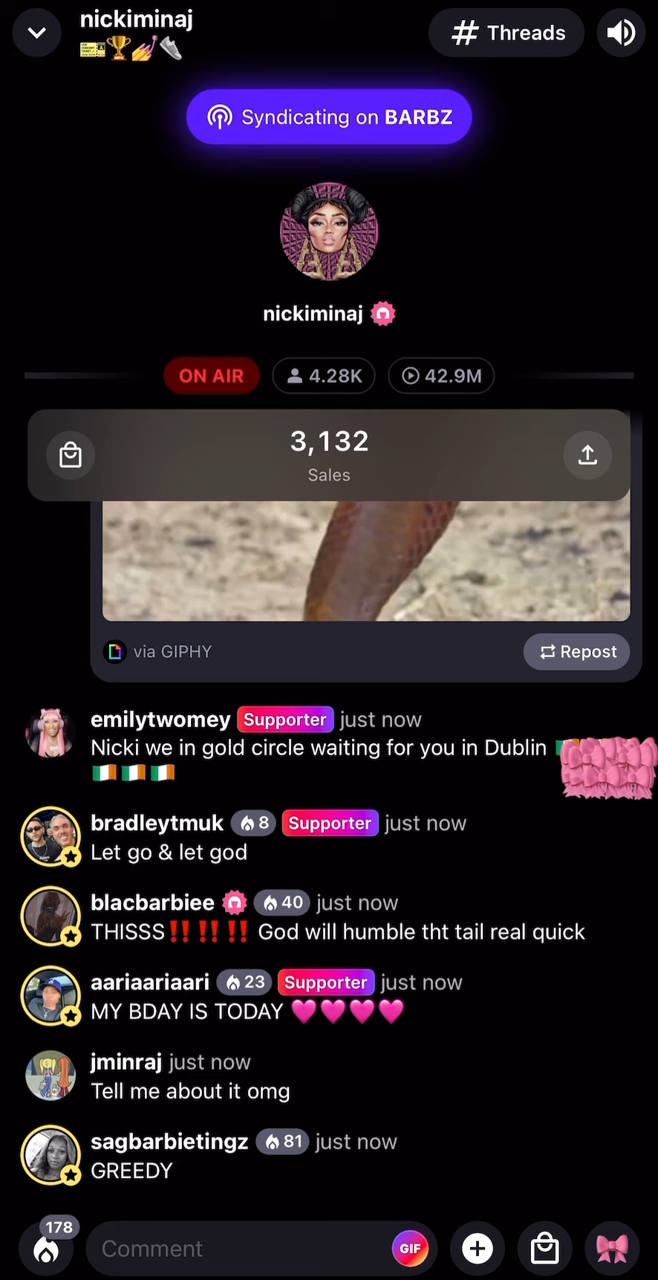 nickiminaj
🎫🏆💅👟
# Threads
Syndicating on BARBZ
nickiminaj
ON AIR
4.28K
42.9M
3,132
Sales
via GIPHY
Repost
emilytwomey Supporter just now
Nicki we in gold circle waiting for you in Dublin 🇮🇪
🇮🇪 🇮🇪 🇮🇪
bradleytmuk 8 Supporter just now
Let go & let god
blacbarbiee 40 just now
THISSS‼️‼️‼️ God will humble tht tail real quick
aariaariaari 23 Supporter just now
MY BDAY IS TODAY 💗💗💗💗
jminraj just now
Tell me about it omg
sagbarbietingz 81 just now
GREEDY
178
Comment
GIF